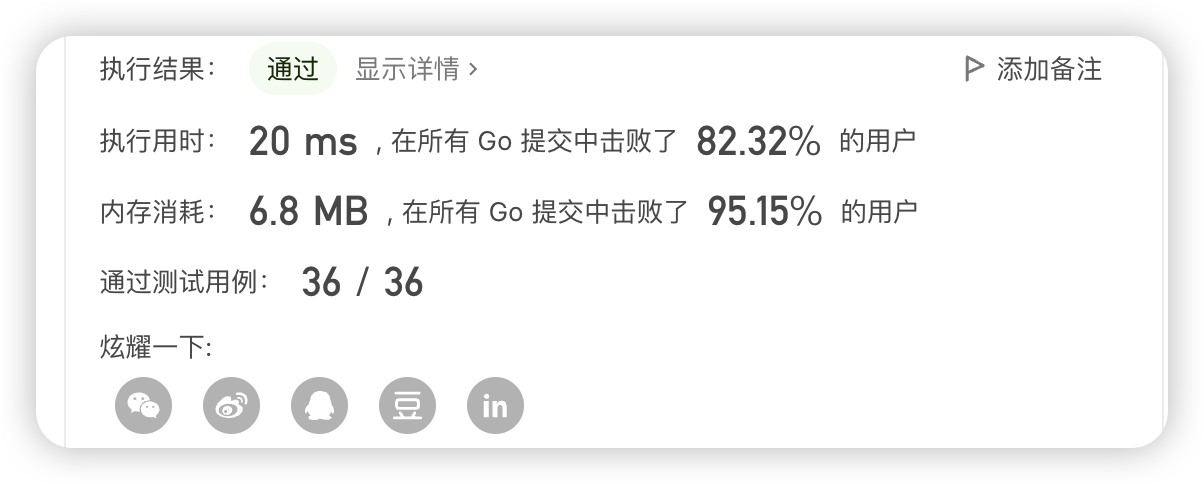 执行结果： 通过 显示详情 › 添加备注
执行用时： 20 ms , 在所有 Go 提交中击败了 82.32% 的用户
内存消耗： 6.8 MB , 在所有 Go 提交中击败了 95.15% 的用户
通过测试用例： 36 / 36
炫耀一下:
豆 in